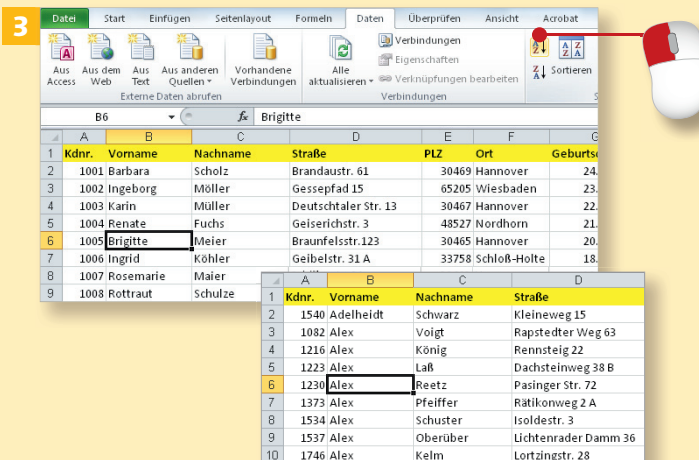 3
Datei Start Einfügen Seitenlayout Formeln Daten Überprüfen Ansicht Acrobat
Aus Access
Aus dem Web
Aus Text
Aus anderen Quellen
Vorhandene Verbindungen
Externe Daten abrufen
Alle aktualisieren
Verbindungen
Eigenschaften
Verknüpfungen bearbeiten
Verbindungen
A Z
Z A
A Z Z A
Sortieren
B6 fx Brigitte
A B C D E F G
1 Kdnr. Vorname Nachname Straße PLZ Ort Geburts
2 1001 Barbara Scholz Brandaustr. 61 30469 Hannover 24.
3 1002 Ingeborg Möller Gessepfad 15 65205 Wiesbaden 23.
4 1003 Karin Müller Deutschtaler Str. 13 30467 Hannover 22.
5 1004 Renate Fuchs Geiserichstr. 3 48527 Nordhorn 21.
6 1005 Brigitte Meier Braunfelsstr.123 30465 Hannover 20.
7 1006 Ingrid Köhler Geibelstr. 31 A 33758 Schloß-Holte 18.
8 1007 Rosemarie Maier
9 1008 Rottraut Schulze
A B C D
1 Kdnr. Vorname Nachname Straße
2 1540 Adelheidt Schwarz Kleineweg 15
3 1082 Alex Voigt Rapstedter Weg 63
4 1216 Alex König Rennsteig 22
5 1223 Alex Laß Dachsteinweg 38 B
6 1230 Alex Reetz Pasinger Str. 72
7 1373 Alex Pfeiffer Rätikonweg 2 A
8 1534 Alex Schuster Isoldestr. 3
9 1537 Alex Oberüber Lichtenrader Damm 36
10 1746 Alex Kelm Lortzingstr. 28